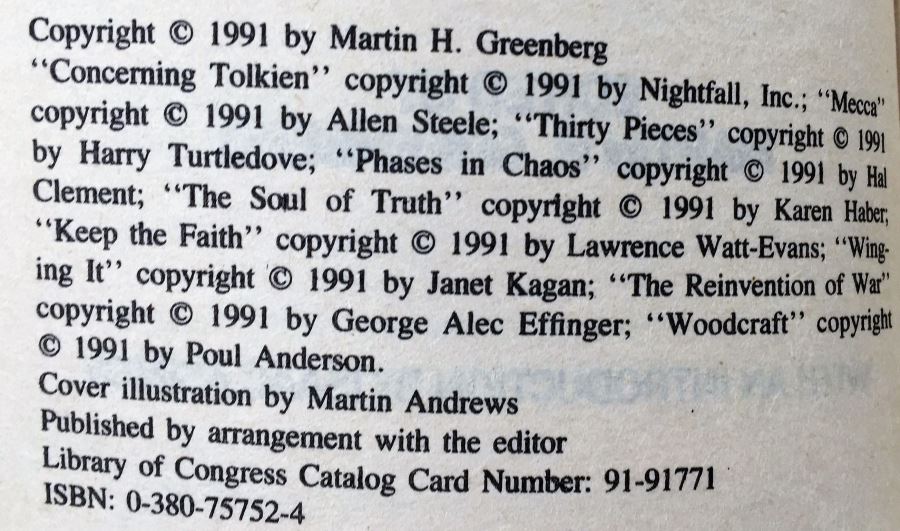 Copyright © 1991 by Martin H. Greenberg
“Concerning Tolkien” copyright © 1991 by Nightfall, Inc.; “Mecca”
copyright © 1991 by Allen Steele; “Thirty Pieces” copyright © 1991
by Harry Turtledove; “Phases in Chaos” copyright © 1991 by Hal
Clement; “The Soul of Truth” copyright © 1991 by Karen Haber;
“Keep the Faith” copyright © 1991 by Lawrence Watt-Evans; “Wing-
ing It” copyright © 1991 by Janet Kagan; “The Reinvention of War”
copyright © 1991 by George Alec Effinger; “Woodcraft” copyright
© 1991 by Poul Anderson.
Cover illustration by Martin Andrews
Published by arrangement with the editor
Library of Congress Catalog Card Number: 91-91771
ISBN: 0-380-75752-4